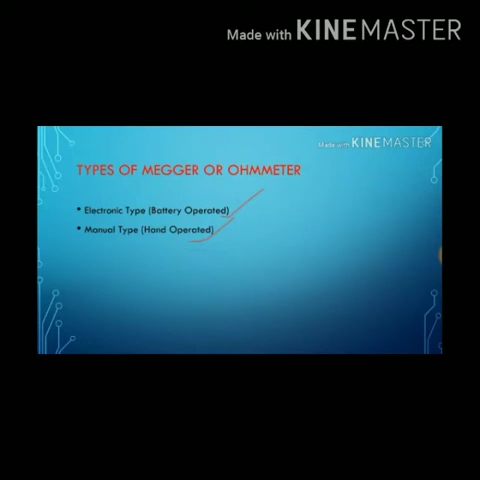 Made with KINEMASTER
Made with KINEMASTER
TYPES OF MEGGER OR OHMMETER
• Electronic Type (Battery Operated)
• Manual Type (Hand Operated)